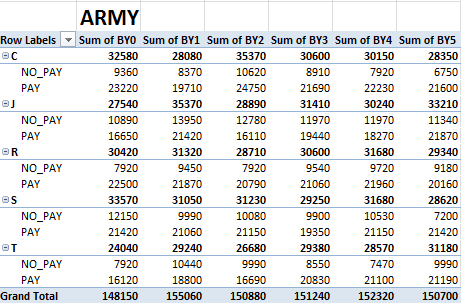 ARMY
Row Labels Sum of BY0 Sum of BY1 Sum of BY2 Sum of BY3 Sum of BY4 Sum of BY5
C 32580 28080 35370 30600 30150 28350
NO_PAY 9360 8370 10620 8910 7920 6750
PAY 23220 19710 24750 21690 22230 21600
J 27540 35370 28890 31410 30240 33210
NO_PAY 10890 13950 12780 11970 11970 11340
PAY 16650 21420 16110 19440 18270 21870
R 30420 31320 28710 30600 31680 29340
NO_PAY 7920 9450 7920 9540 9720 9180
PAY 22500 21870 20790 21060 21960 20160
S 33570 31050 31230 29250 31680 28620
NO_PAY 12150 9990 10080 9900 10530 7200
PAY 21420 21060 21150 19350 21150 21420
T 24040 29240 26680 29380 28570 31180
NO_PAY 7920 10440 9990 8550 7470 9990
PAY 16120 18800 16690 20830 21100 21190
Grand Total 148150 155060 150880 151240 152320 150700